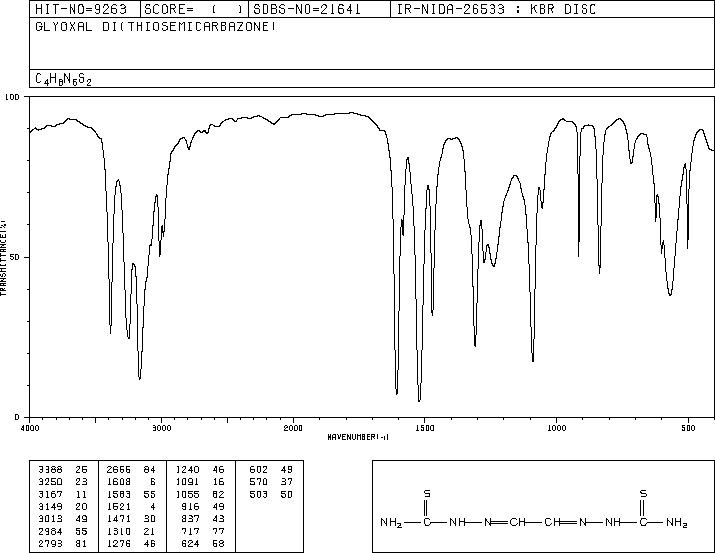 HIT-NO=9263 SCORE= ( ) SDBS-NO=21641 IR-NIDA-26533 : KBR DISC
GLYOXAL DI(THIOSEMICARBAZONE)
C4H8N6S2
100
50
0
TRANSMITTANCE(%)
4000 3000 2000 1500 1000 500
WAVENUMBER(-1)
3388 26 2666 84 1240 46 602 49
3250 23 1608 6 1091 16 570 37
3167 11 1583 55 1055 82 503 50
3149 20 1521 4 916 49
3013 49 1471 30 837 43
2984 55 1310 21 717 77
2793 81 1276 46 624 58
S S
NH2 C NH N CH CH N NH C NH2